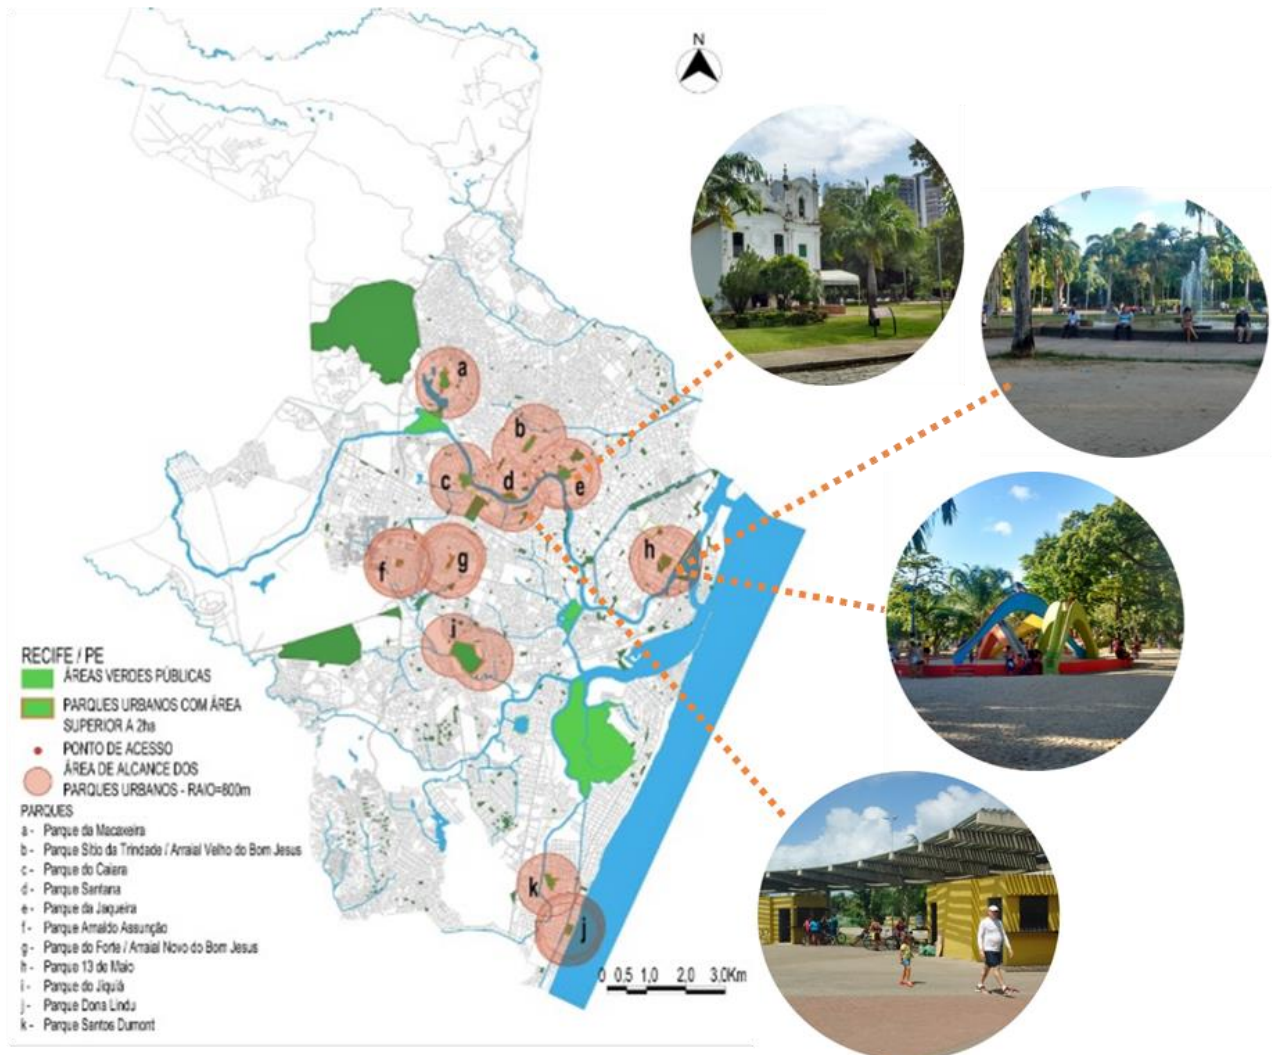 N
a
b
c
d
e
f
g
h
j
k
j
RECIFE / PE
ÁREAS VERDES PÚBLICAS
PARQUES URBANOS COM ÁREA
SUPERIOR A 2ha
PONTO DE ACESSO
ÁREA DE ALCANCE DOS
PARQUES URBANOS - RAIO=800m
PARQUES
a - Parque da Macaxeira
b - Parque Sítio da Trindade / Arraial Velho do Bom Jesus
c - Parque do Caiara
d - Parque Santana
e - Parque da Jaqueira
f - Parque Arnaldo Assunção
g - Parque do Forte / Arraial Novo do Bom Jesus
h - Parque 13 de Maio
i - Parque do Jiquiá
j - Parque Dona Lindu
k - Parque Santos Dumont
0 0,5 1,0 2,0 3,0Km